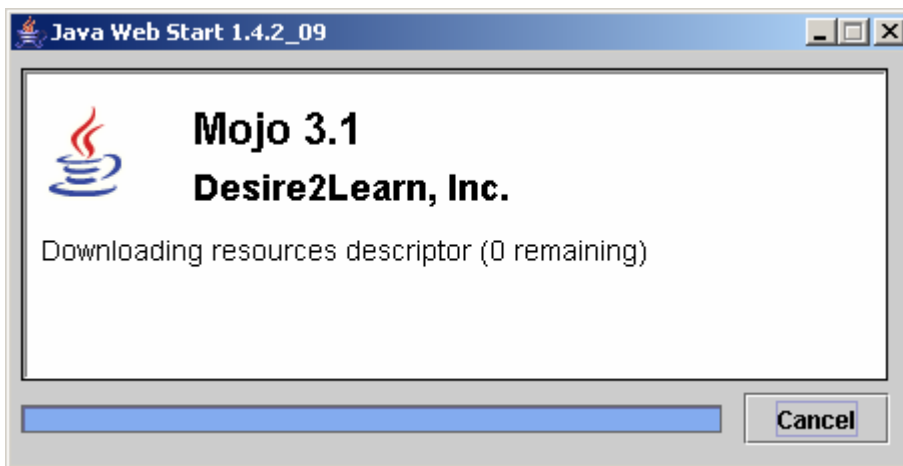 Java Web Start 1.4.2_09
Mojo 3.1
Desire2Learn, Inc.
Downloading resources descriptor (0 remaining)
Cancel